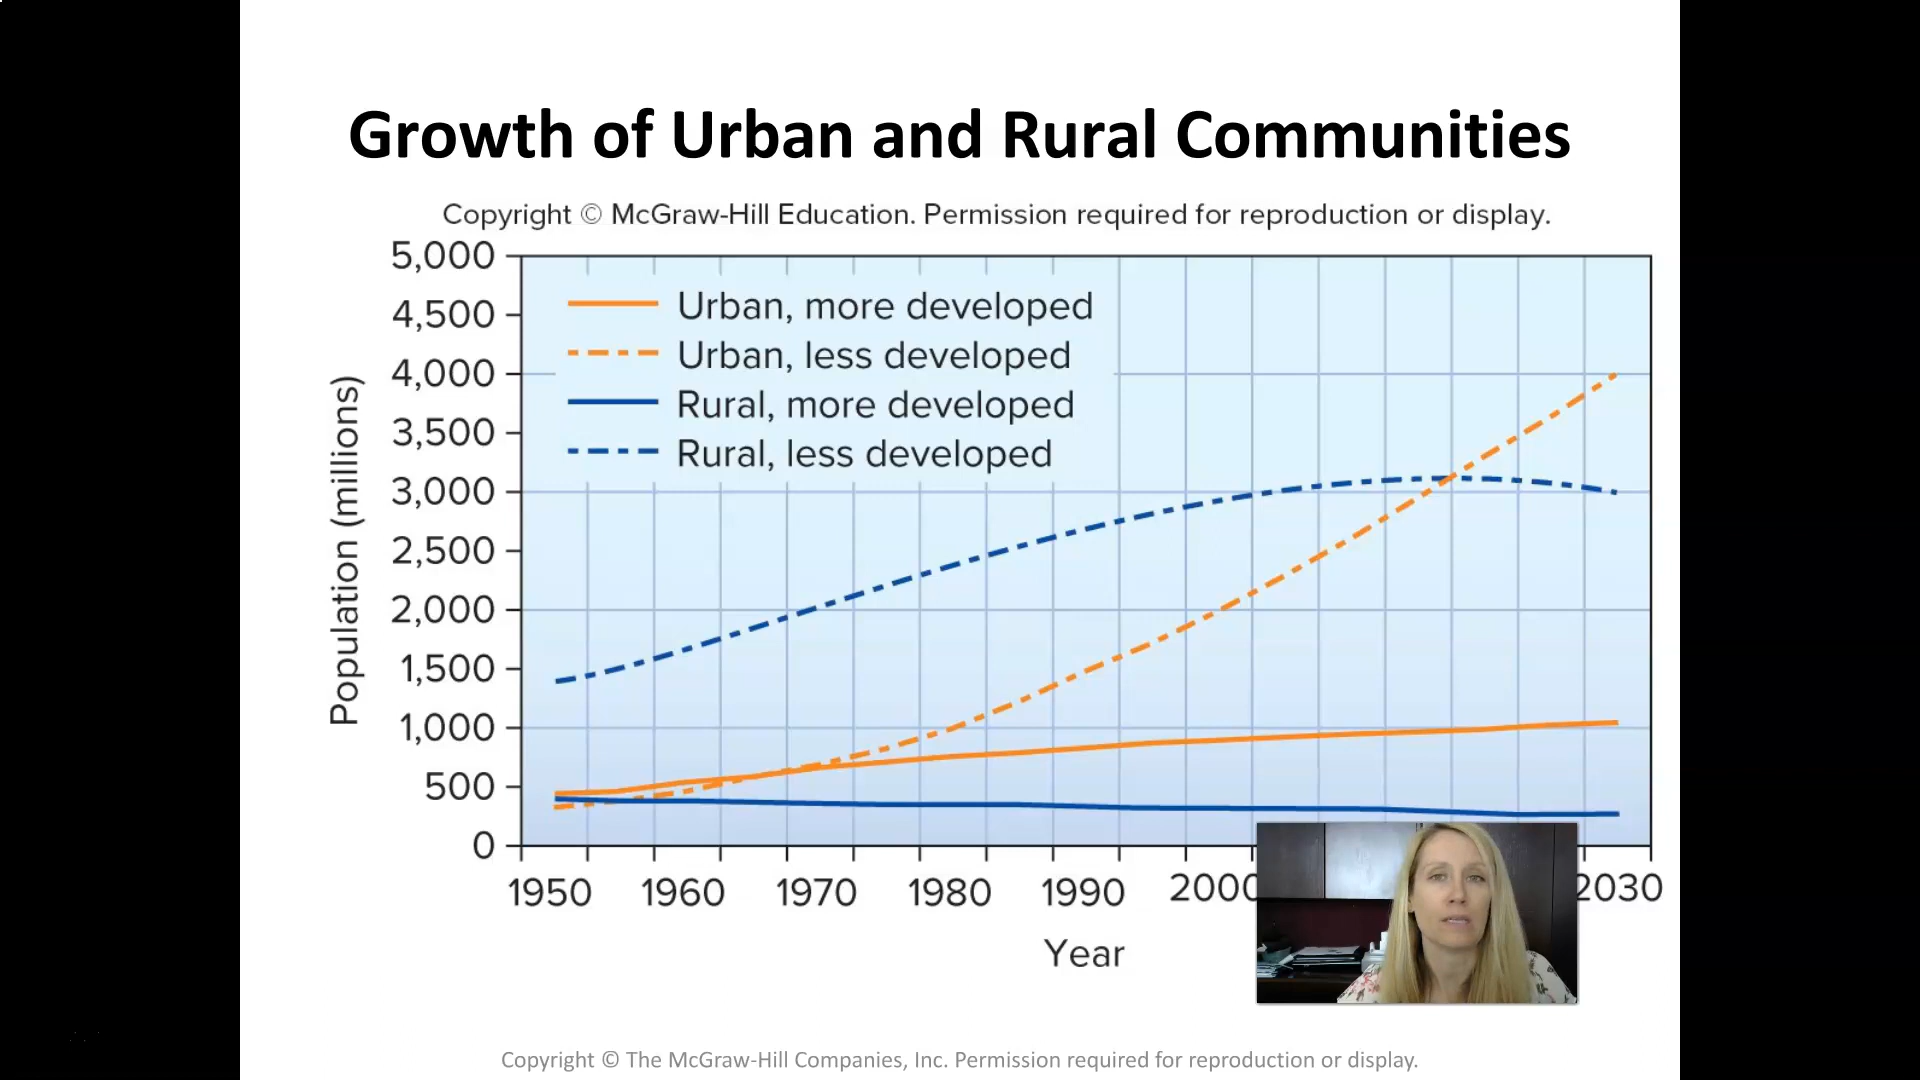 Growth of Urban and Rural Communities
Copyright © McGraw-Hill Education. Permission required for reproduction or display.
5,000
4,500
4,000
3,500
3,000
2,500
2,000
1,500
1,000
500
0
Population (millions)
Urban, more developed
Urban, less developed
Rural, more developed
Rural, less developed
1950 1960 1970 1980 1990 2000 2030
Year
Copyright © The McGraw-Hill Companies, Inc. Permission required for reproduction or display.